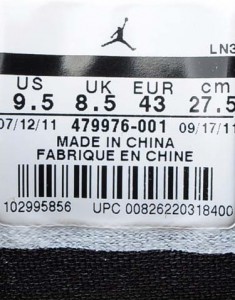 LN3
US UK EUR cm
9.5 8.5 43 27.5
07/12/11 479976-001 09/17/11
MADE IN CHINA
FABRIQUE EN CHINE
102995856 UPC 00826220318400